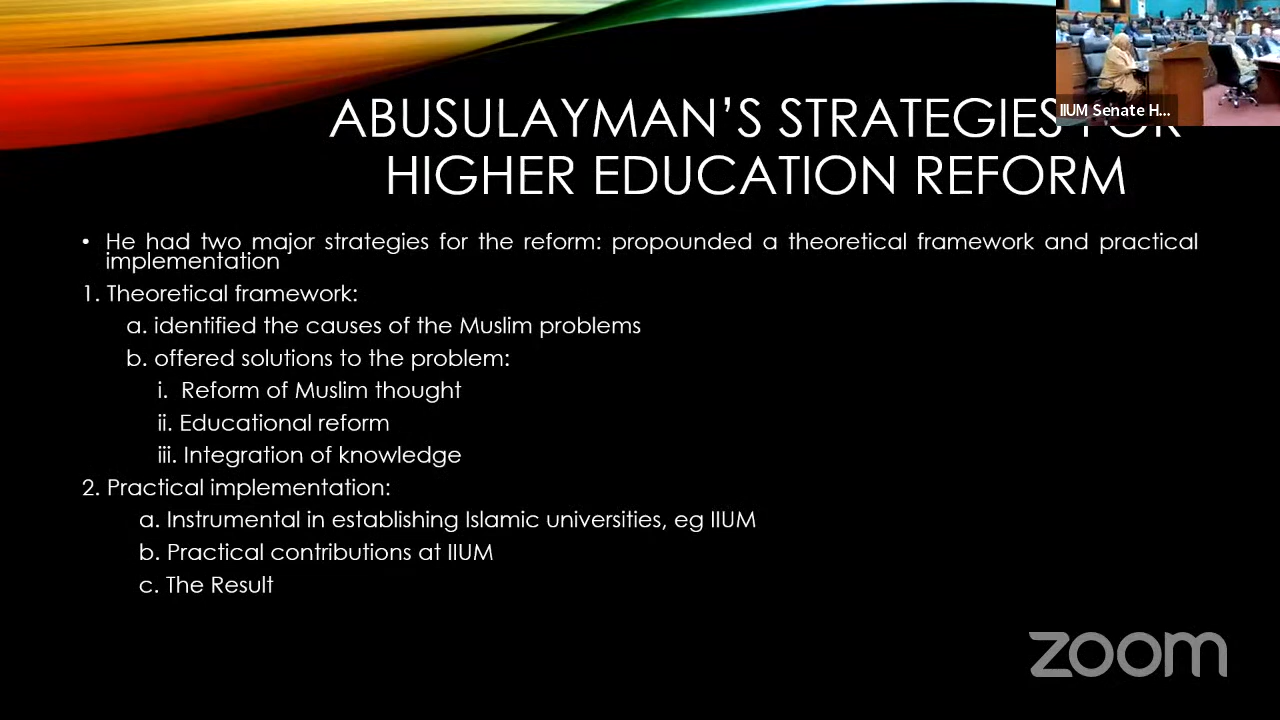 ABUSULAYMAN'S STRATEGIES FOR
HIGHER EDUCATION REFORM
• He had two major strategies for the reform: propounded a theoretical framework and practical
implementation
1. Theoretical framework:
a. identified the causes of the Muslim problems
b. offered solutions to the problem:
i. Reform of Muslim thought
ii. Educational reform
iii. Integration of knowledge
2. Practical implementation:
a. Instrumental in establishing Islamic universities, eg IIUM
b. Practical contributions at IIUM
c. The Result
IIUM Senate H...
zoom